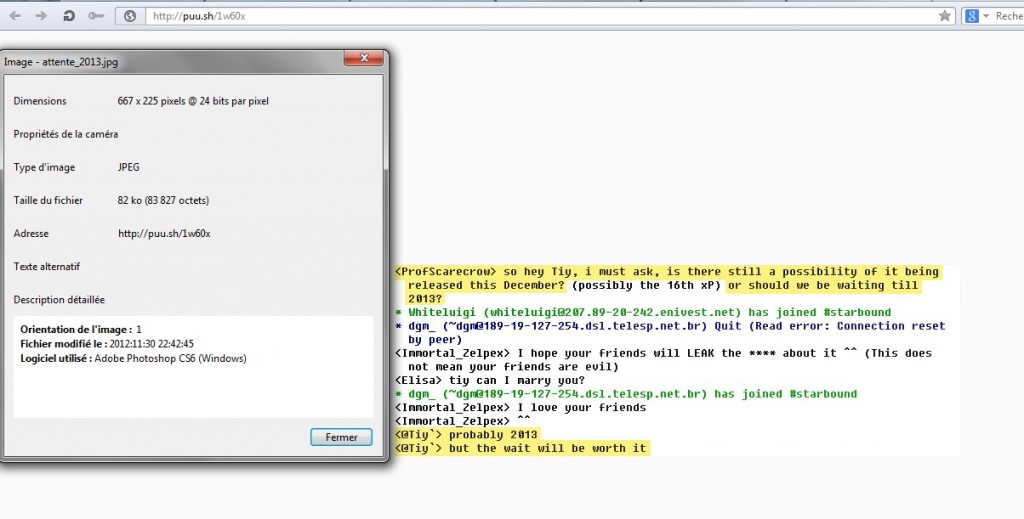 http://puu.sh/1w60x
Reche
Image - attente_2013.jpg
Dimensions 667 x 225 pixels @ 24 bits par pixel
Propriétés de la caméra
Type d'image JPEG
Taille du fichier 82 ko (83 827 octets)
Adresse http://puu.sh/1w60x
Texte alternatif
Description détaillée
Orientation de l'image : 1
Fichier modifié le : 2012:11:30 22:42:45
Logiciel utilisé : Adobe Photoshop CS6 (Windows)
Fermer
<ProfScarecrow> so hey Tiy, i must ask, is there still a possibility of it being
released this December? (possibly the 16th xP) or should we be waiting till
2013?
* Whiteluigi (whiteluigi@207.89-20-242.enivest.net) has joined #starbound
* dgm_ (~dgm@189-19-127-254.dsl.telesp.net.br) Quit (Read error: Connection reset
by peer)
<Immortal_Zelpex> I hope your friends will LEAK the **** about it ^^ (This does
not mean your friends are evil)
<Elisa> tiy can I marry you?
* dgm_ (~dgm@189-19-127-254.dsl.telesp.net.br) has joined #starbound
<Immortal_Zelpex> I love your friends
<Immortal_Zelpex> ^^
<@Tiy`> probably 2013
<@Tiy`> but the wait will be worth it